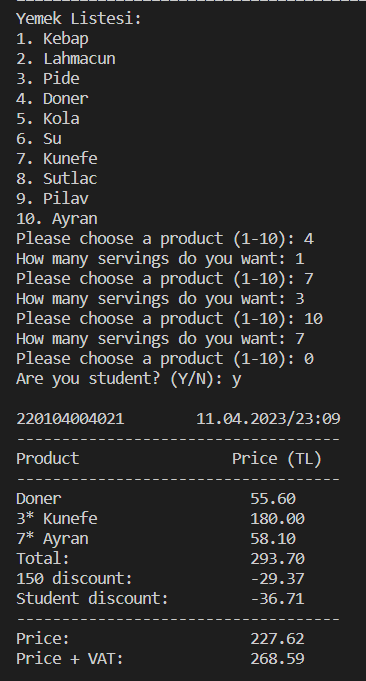 Yemek Listesi:
1. Kebap
2. Lahmacun
3. Pide
4. Doner
5. Kola
6. Su
7. Kunefe
8. Sutlac
9. Pilav
10. Ayran
Please choose a product (1-10): 4
How many servings do you want: 1
Please choose a product (1-10): 7
How many servings do you want: 3
Please choose a product (1-10): 10
How many servings do you want: 7
Please choose a product (1-10): 0
Are you student? (Y/N): y
220104004021 11.04.2023/23:09
------------------------------------
Product Price (TL)
------------------------------------
Doner 55.60
3* Kunefe 180.00
7* Ayran 58.10
Total: 293.70
150 discount: -29.37
Student discount: -36.71
------------------------------------
Price: 227.62
Price + VAT: 268.59